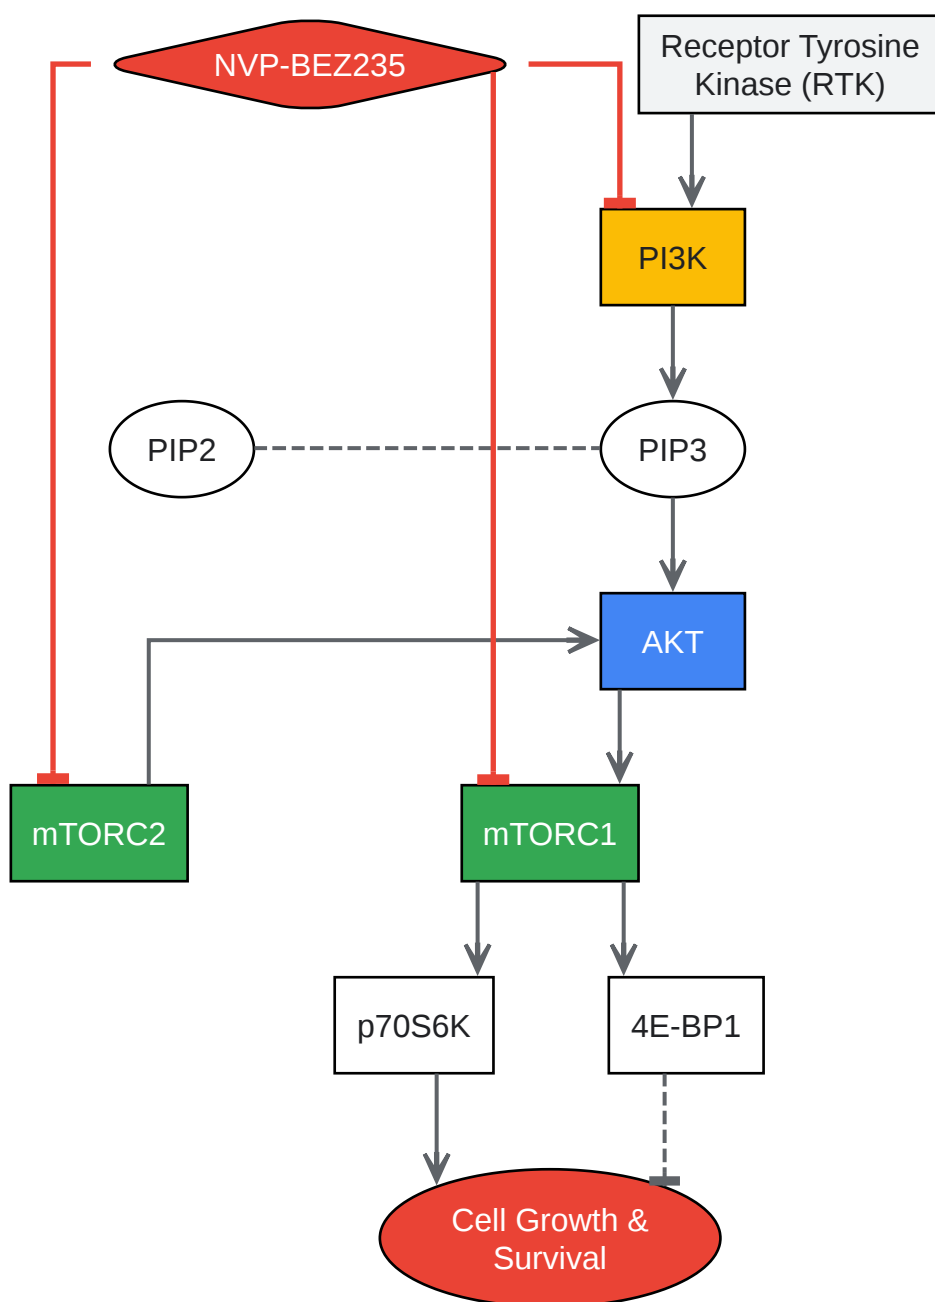 NVP-BEZ235
Receptor Tyrosine
Kinase (RTK)
PI3K
PIP2
PIP3
AKT
mTORC2
mTORC1
p70S6K
4E-BP1
Cell Growth &
Survival